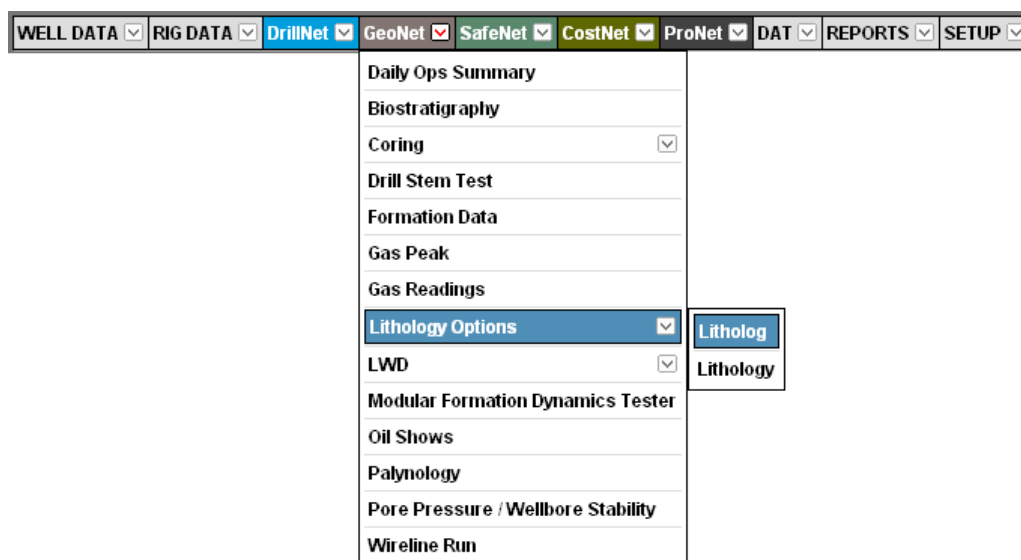 WELL DATA RIG DATA DrillNet GeoNet SafeNet CostNet ProNet DAT REPORTS SETUP
Daily Ops Summary
Biostratigraphy
Coring
Drill Stem Test
Formation Data
Gas Peak
Gas Readings
Lithology Options
Litholog
Lithology
LWD
Modular Formation Dynamics Tester
Oil Shows
Palynology
Pore Pressure / Wellbore Stability
Wireline Run